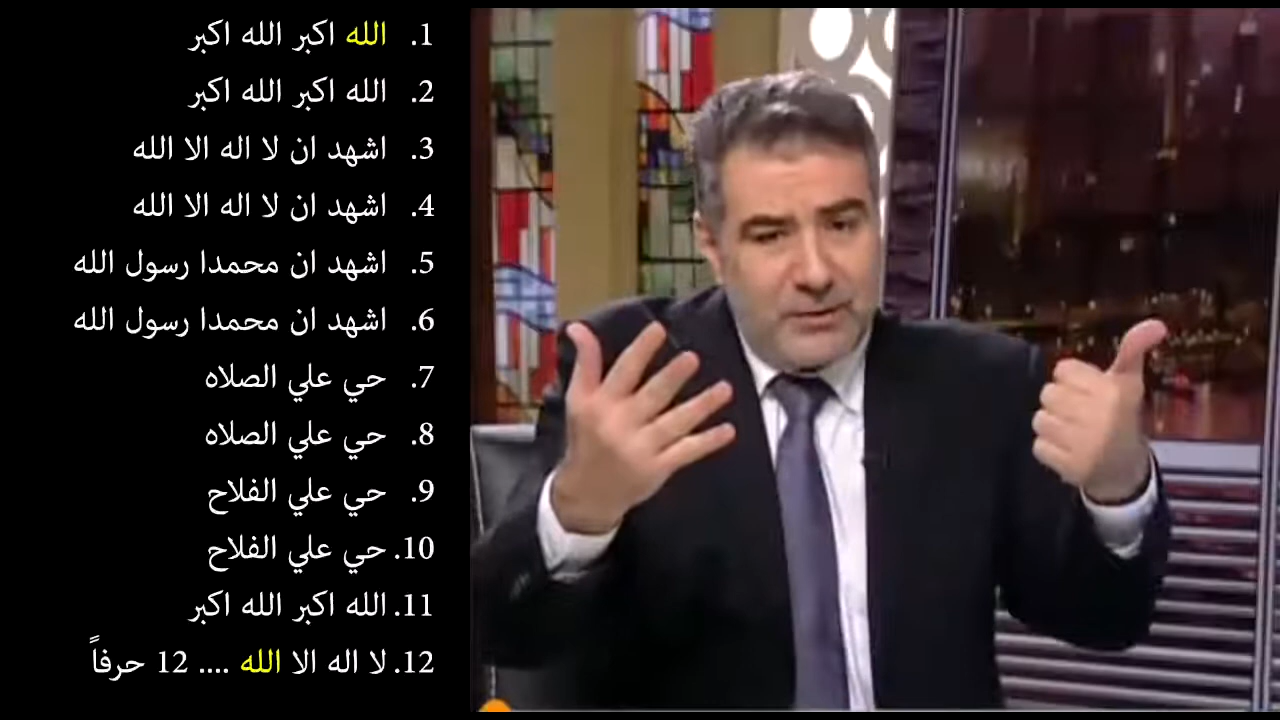 1. الله اكبر الله اكبر
2. الله اكبر الله اكبر
3. اشهد ان لا اله الا الله
4. اشهد ان لا اله الا الله
5. اشهد ان محمدا رسول الله
6. اشهد ان محمدا رسول الله
7. حي علي الصلاه
8. حي علي الصلاه
9. حي علي الفلاح
10. حي علي الفلاح
11. الله اكبر الله اكبر
12. لا اله الا الله .... 12 حرفاً